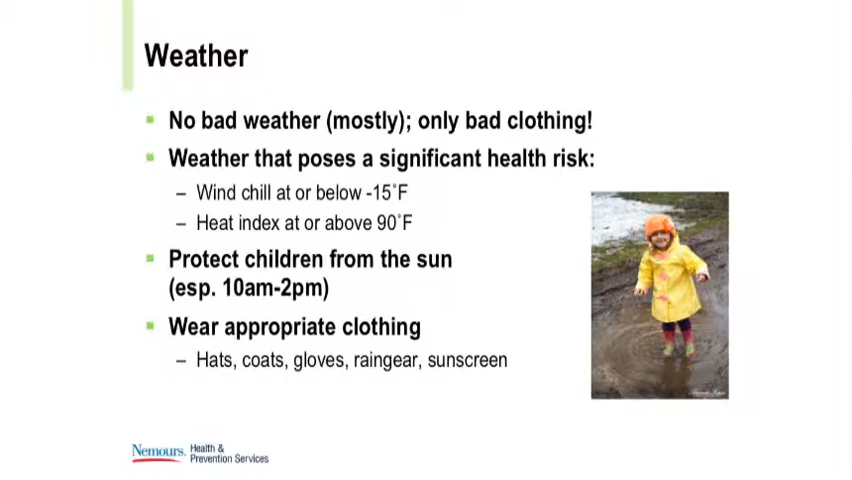 Weather
No bad weather (mostly); only bad clothing!
Weather that poses a significant health risk:
– Wind chill at or below -15˚F
– Heat index at or above 90˚F
Protect children from the sun
(esp. 10am-2pm)
Wear appropriate clothing
– Hats, coats, gloves, raingear, sunscreen
Nemours. Health &
Prevention Services